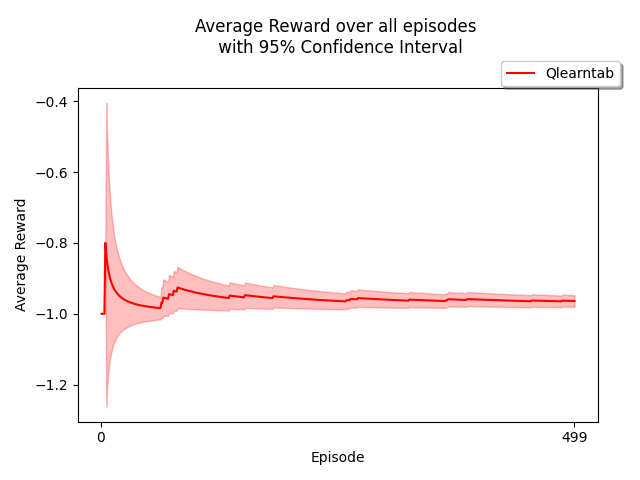 Average Reward over all episodes
with 95% Confidence Interval
Qlearntab
−0.4
−0.6
−0.8
−1.0
−1.2
Average Reward
0
499
Episode